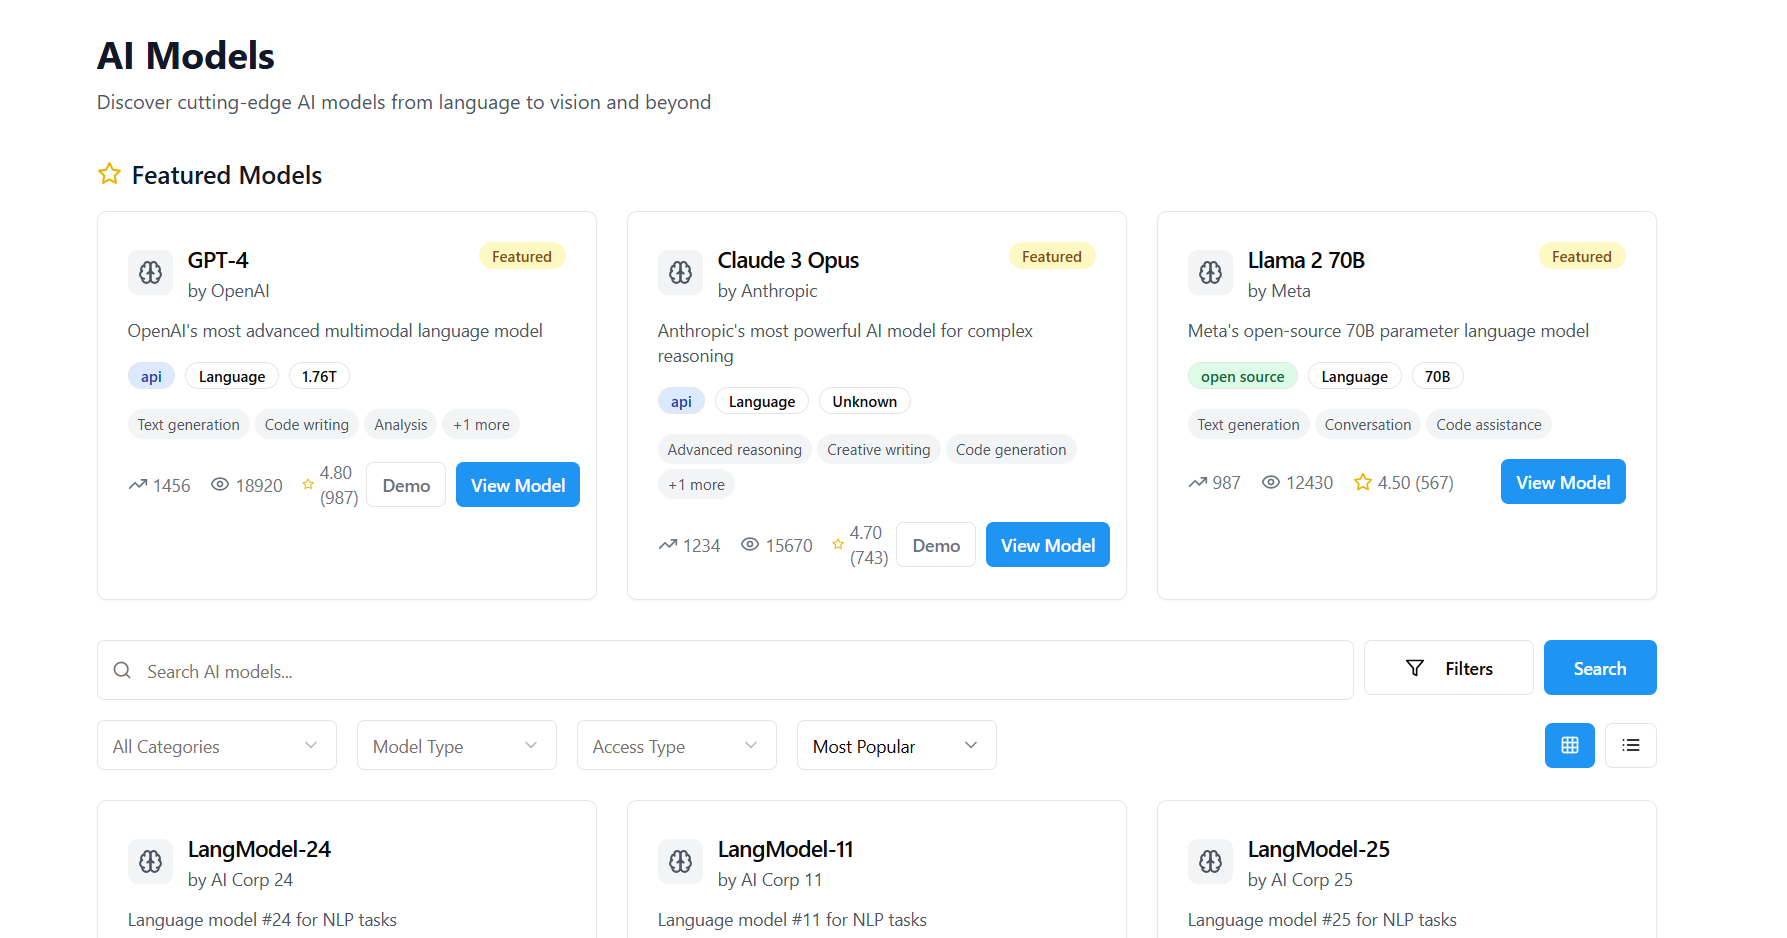 AI Models
Discover cutting-edge AI models from language to vision and beyond
Featured Models
GPT-4
Featured
by OpenAI
OpenAI's most advanced multimodal language model
api
Language
1.76T
Text generation
Code writing
Analysis
+1 more
1456
18920
4.80
(987)
Demo
View Model
Claude 3 Opus
Featured
by Anthropic
Anthropic's most powerful AI model for complex
reasoning
api
Language
Unknown
Advanced reasoning
Creative writing
Code generation
+1 more
1234
15670
4.70
(743)
Demo
View Model
Llama 2 70B
Featured
by Meta
Meta's open-source 70B parameter language model
open source
Language
70B
Text generation
Conversation
Code assistance
987
12430
4.50 (567)
View Model
Search AI models...
Filters
Search
All Categories
Model Type
Access Type
Most Popular
LangModel-24
by AI Corp 24
Language model #24 for NLP tasks
LangModel-11
by AI Corp 11
Language model #11 for NLP tasks
LangModel-25
by AI Corp 25
Language model #25 for NLP tasks